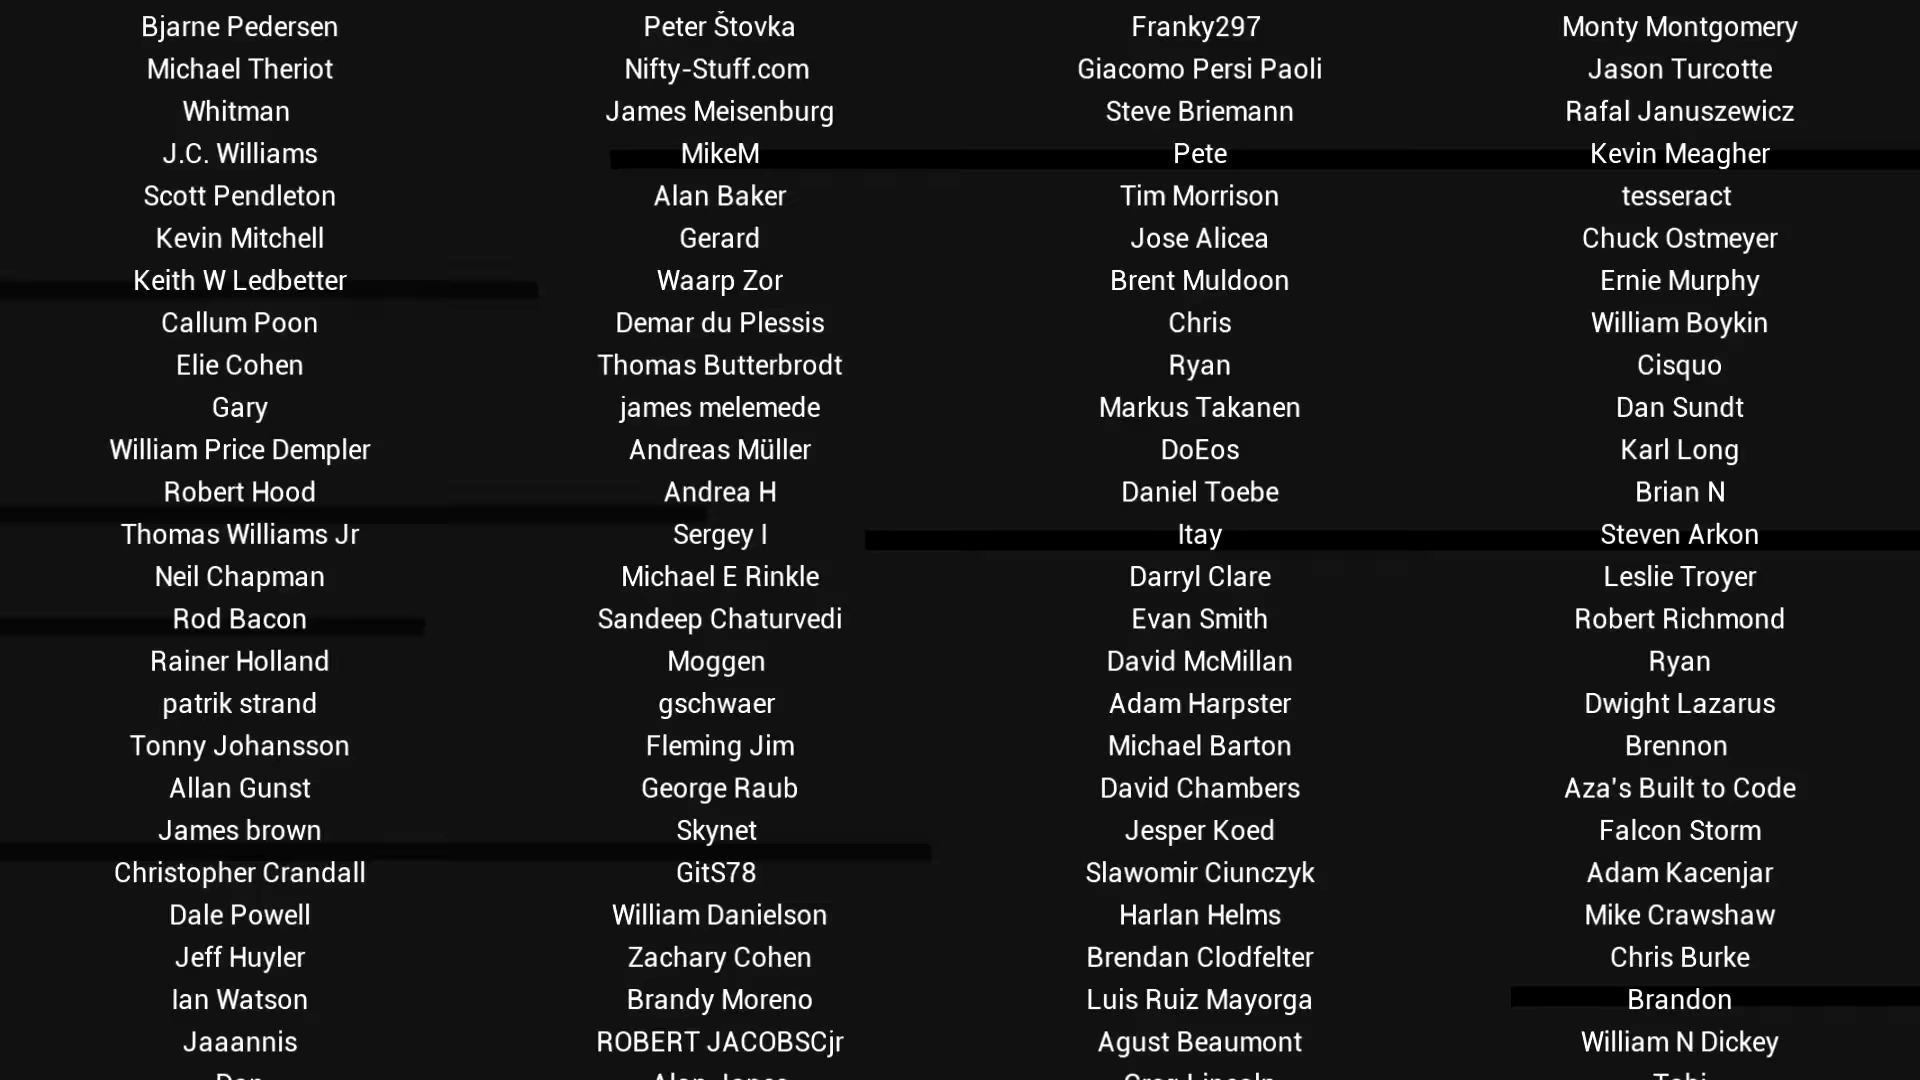 Bjarne Pedersen Peter Štovka Franky297 Monty Montgomery
Michael Theriot Nifty-Stuff.com Giacomo Persi Paoli Jason Turcotte
Whitman James Meisenburg Steve Briemann Rafal Januszewicz
J.C. Williams MikeM Pete Kevin Meagher
Scott Pendleton Alan Baker Tim Morrison tesseract
Kevin Mitchell Gerard Jose Alicea Chuck Ostmeyer
Keith W Ledbetter Waarp Zor Brent Muldoon Ernie Murphy
Callum Poon Demar du Plessis Chris William Boykin
Elie Cohen Thomas Butterbrodt Ryan Cisquo
Gary james melemede Markus Takanen Dan Sundt
William Price Dempler Andreas Müller DoEos Karl Long
Robert Hood Andrea H Daniel Toebe Brian N
Thomas Williams Jr Sergey I Itay Steven Arkon
Neil Chapman Michael E Rinkle Darryl Clare Leslie Troyer
Rod Bacon Sandeep Chaturvedi Evan Smith Robert Richmond
Rainer Holland Moggen David McMillan Ryan
patrik strand gschwaer Adam Harpster Dwight Lazarus
Tonny Johansson Fleming Jim Michael Barton Brennon
Allan Gunst George Raub David Chambers Aza's Built to Code
James brown Skynet Jesper Koed Falcon Storm
Christopher Crandall GitS78 Slawomir Ciunczyk Adam Kacenjar
Dale Powell William Danielson Harlan Helms Mike Crawshaw
Jeff Huyler Zachary Cohen Brendan Clodfelter Chris Burke
Ian Watson Brandy Moreno Luis Ruiz Mayorga Brandon
Jaaannis ROBERT JACOBSCjr Agust Beaumont William N Dickey